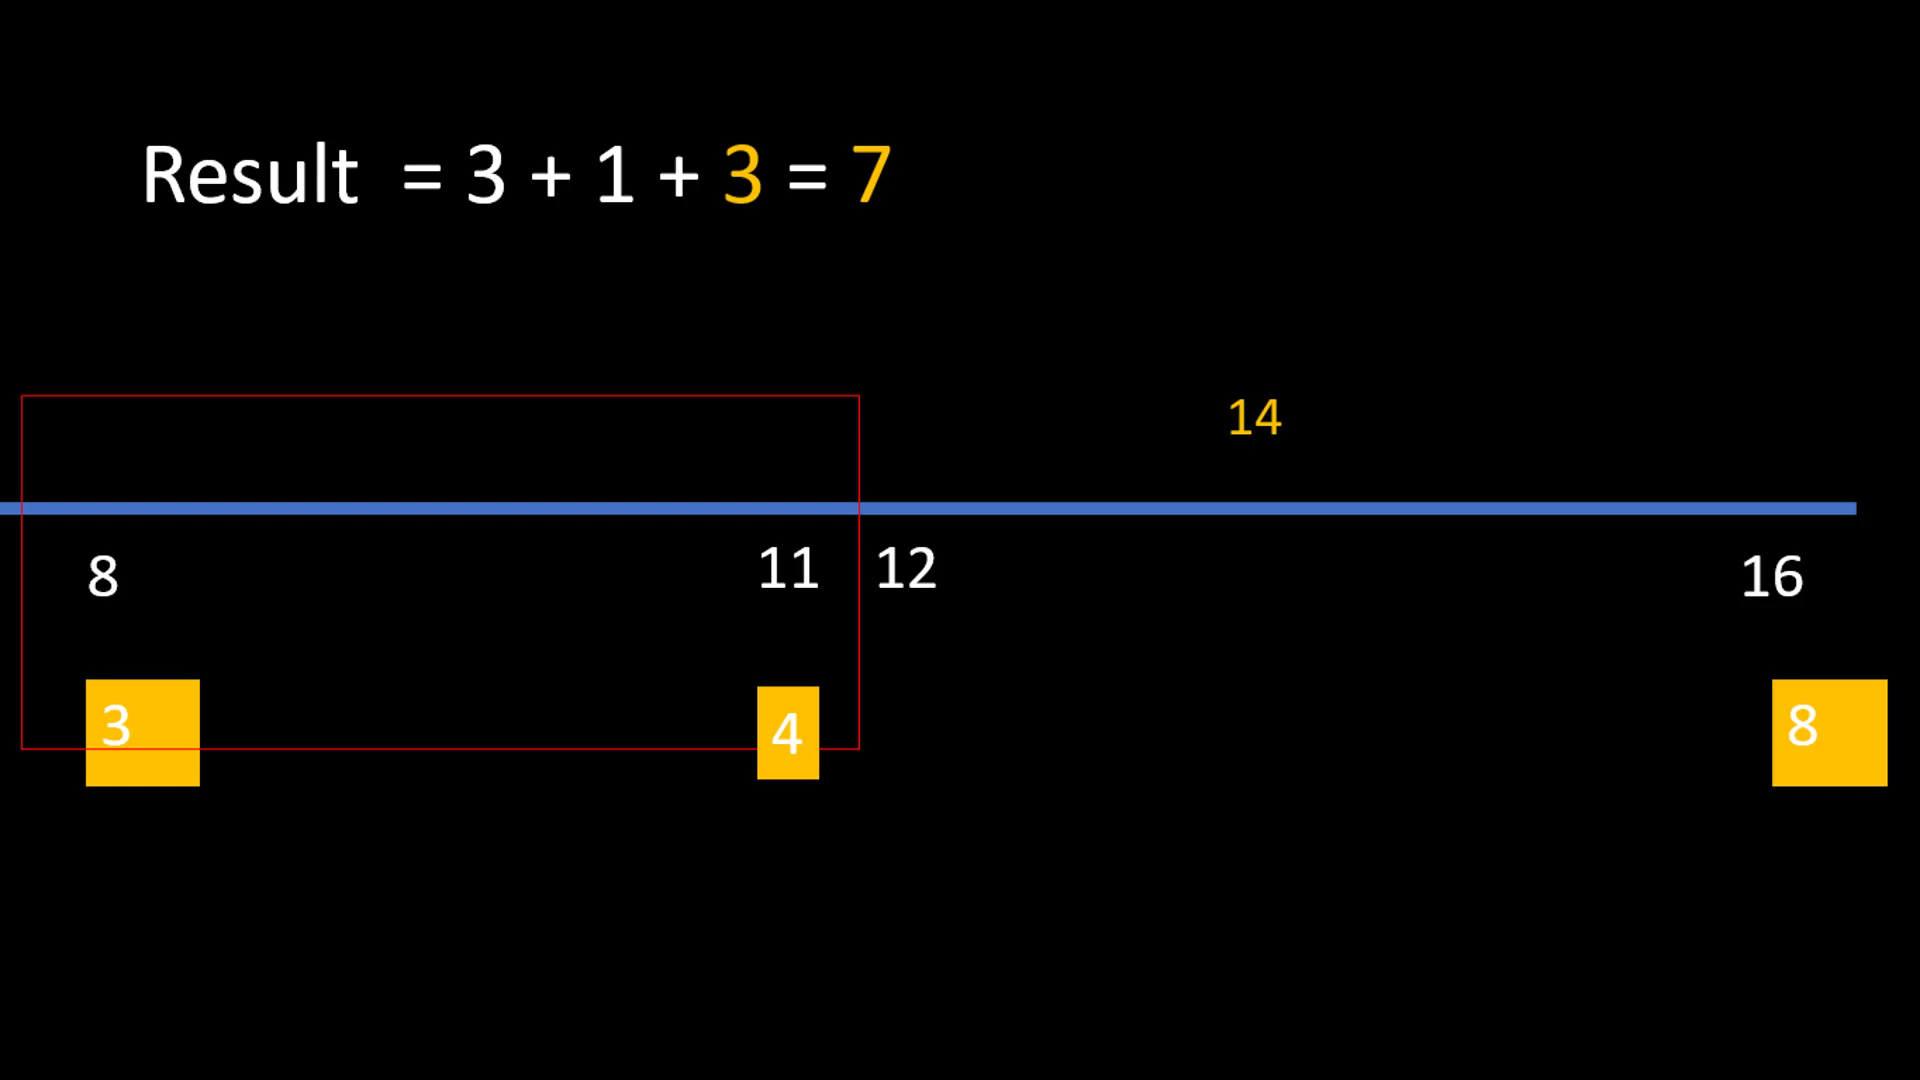 Result = 3 + 1 + 3 = 7
14
8 11 12 16
3 4 8